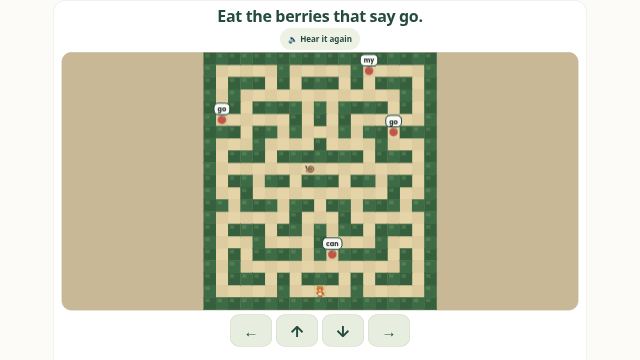 Eat the berries that say go.
🔈 Hear it again
my
go
go
can
← ↑ ↓ →